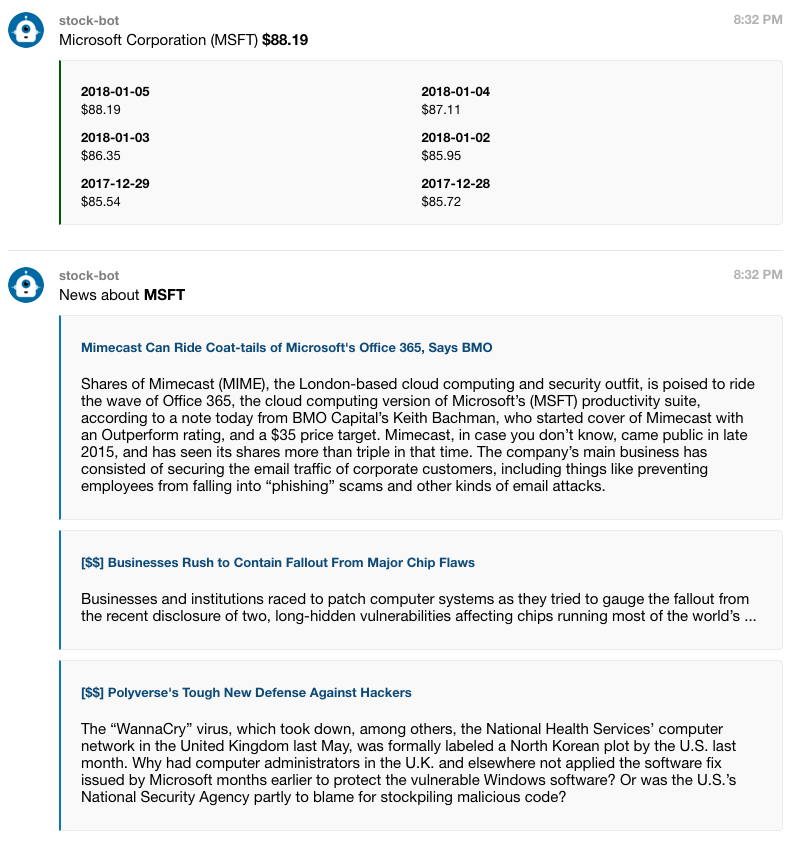 stock-bot 8:32 PM
Microsoft Corporation (MSFT) $88.19
2018-01-05 2018-01-04
$88.19 $87.11
2018-01-03 2018-01-02
$86.35 $85.95
2017-12-29 2017-12-28
$85.54 $85.72
stock-bot 8:32 PM
News about MSFT
Mimecast Can Ride Coat-tails of Microsoft's Office 365, Says BMO
Shares of Mimecast (MIME), the London-based cloud computing and security outfit, is poised to ride
the wave of Office 365, the cloud computing version of Microsoft’s (MSFT) productivity suite,
according to a note today from BMO Capital’s Keith Bachman, who started cover of Mimecast with
an Outperform rating, and a $35 price target. Mimecast, in case you don’t know, came public in late
2015, and has seen its shares more than triple in that time. The company’s main business has
consisted of securing the email traffic of corporate customers, including things like preventing
employees from falling into “phishing” scams and other kinds of email attacks.
[$$] Businesses Rush to Contain Fallout From Major Chip Flaws
Businesses and institutions raced to patch computer systems as they tried to gauge the fallout from
the recent disclosure of two, long-hidden vulnerabilities affecting chips running most of the world’s ...
[$$] Polyverse's Tough New Defense Against Hackers
The “WannaCry” virus, which took down, among others, the National Health Services’ computer
network in the United Kingdom last May, was formally labeled a North Korean plot by the U.S. last
month. Why had computer administrators in the U.K. and elsewhere not applied the software fix
issued by Microsoft months earlier to protect the vulnerable Windows software? Or was the U.S.’s
National Security Agency partly to blame for stockpiling malicious code?